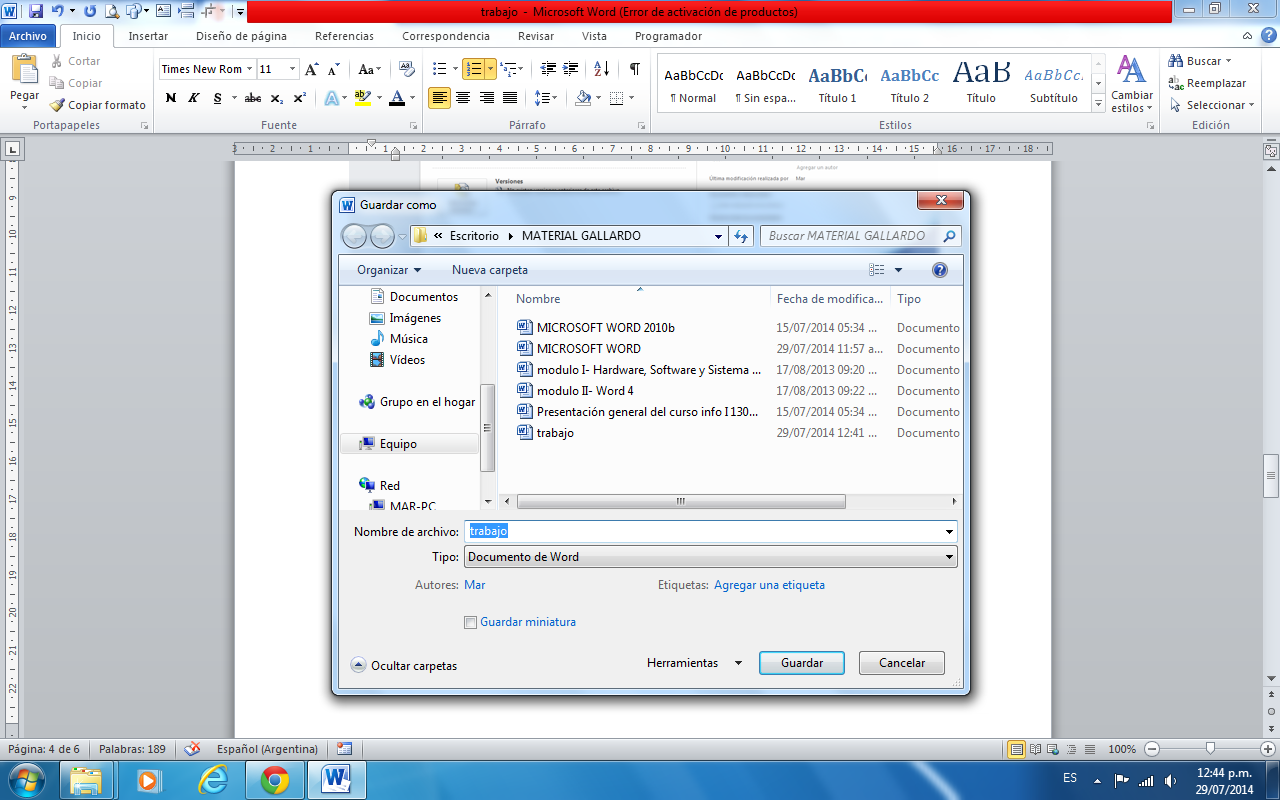 trabajo - Microsoft Word (Error de activación de productos)
Archivo Inicio Insertar Diseño de página Referencias Correspondencia Revisar Vista Programador
Pegar
Cortar
Copiar
Copiar formato
Portapapeles
Times New Rom 11
Fuente
Párrafo
AaBbCcDc AaBbCcDc AaBbC AaBbCc AaB AaBbCc.
¶ Normal ¶ Sin espa... Título 1 Título 2 Título Subtítulo
Estilos
Cambiar estilos
Buscar
Reemplazar
Seleccionar
Edición
Agregar un autor
Versiones
Última modificación realizada por Mar
Guardar como
« Escritorio MATERIAL GALLARDO
Buscar MATERIAL GALLARDO
Organizar Nueva carpeta
Documentos
Imágenes
Música
Vídeos
Grupo en el hogar
Equipo
Red
MAR-PC
Nombre Fecha de modifica... Tipo
MICROSOFT WORD 2010b 15/07/2014 05:34 ... Documento
MICROSOFT WORD 29/07/2014 11:57 a... Documento
modulo I- Hardware, Software y Sistema ... 17/08/2013 09:20 ... Documento
modulo II- Word 4 17/08/2013 09:22 ... Documento
Presentación general del curso info I 130... 15/07/2014 05:34 ... Documento
trabajo 29/07/2014 12:41 ... Documento
Nombre de archivo: trabajo
Tipo: Documento de Word
Autores: Mar Etiquetas: Agregar una etiqueta
Guardar miniatura
Ocultar carpetas Herramientas Guardar Cancelar
Página: 4 de 6 Palabras: 189 Español (Argentina) 100%
ES 12:44 p.m.
29/07/2014